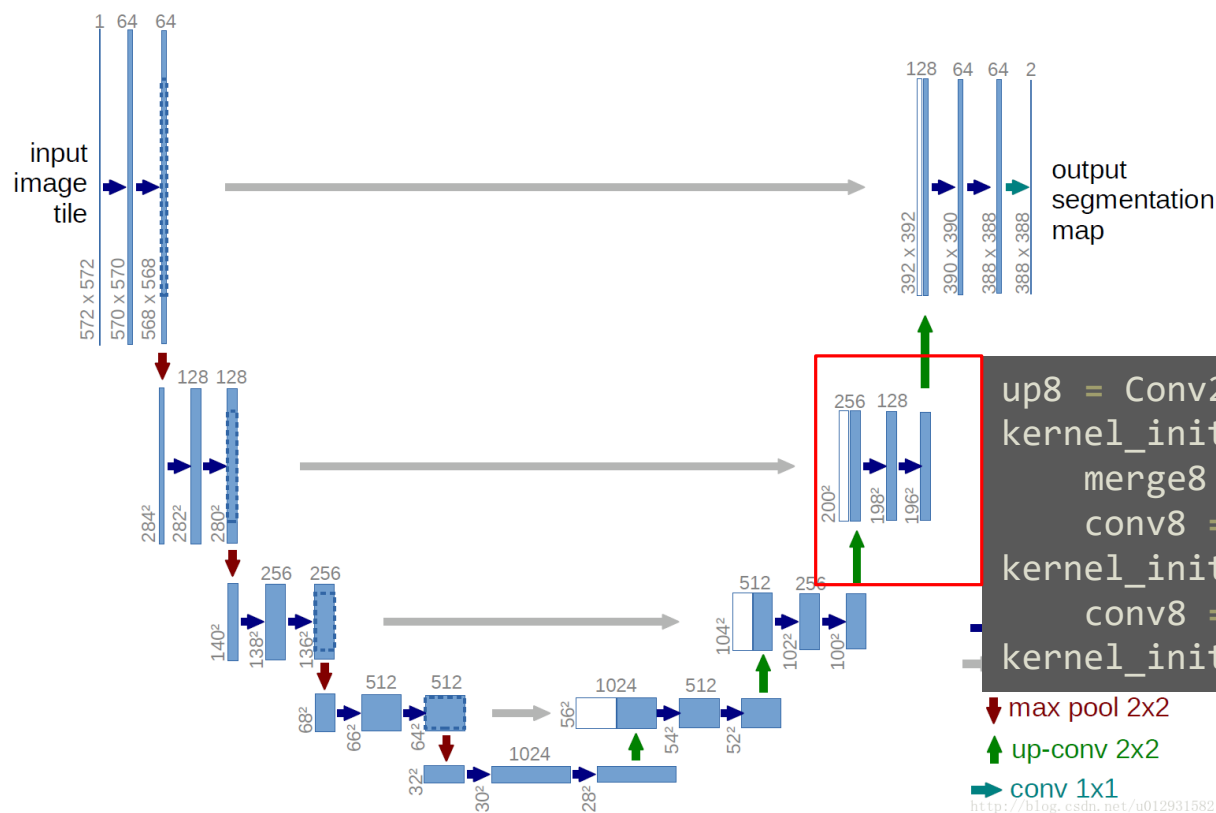 1 64 64
128 64 64 2
input
image
tile
output
segmentation
map
572 x 572
570 x 570
568 x 568
392 x 392
390 x 390
388 x 388
388 x 388
128 128
256 128
284²
282²
280²
200²
198²
196²
up8 = Conv2
kernel_init
merge8
conv8 =
kernel_init
conv8 =
kernel_init
256 256
512 256
140²
138²
136²
104²
102²
100²
512 512
1024 512
68²
66²
64²
56²
54²
52²
max pool 2x2
up-conv 2x2
conv 1x1
1024
32²
30²
28²
http://blog.csdn.net/u012931582